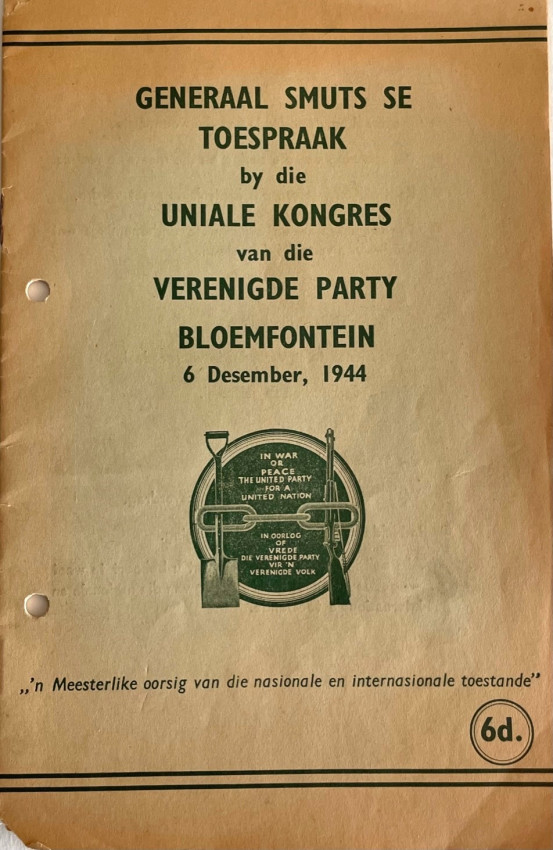 GENERAAL SMUTS SE
TOESPRAAK
by die
UNIALE KONGRES
van die
VERENIGDE PARTY
BLOEMFONTEIN
6 Desember, 1944
IN WAR
OR
PEACE
THE UNITED PARTY
FOR A
UNITED NATION
IN OORLOG
OF
VREDE
DIE VERENIGDE PARTY
VIR 'N
VERENIGDE VOLK
„'n Meesterlike oorsig van die nasionale en internasionale toestande”
6d.